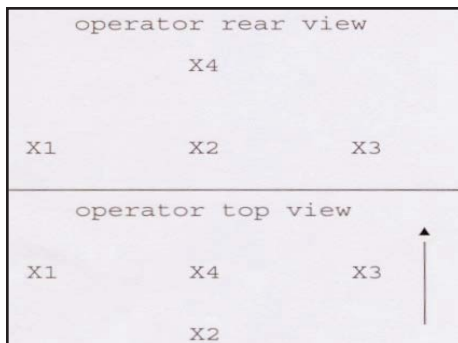 operator rear view
X4
X1 X2 X3
operator top view
X1 X4 X3
X2